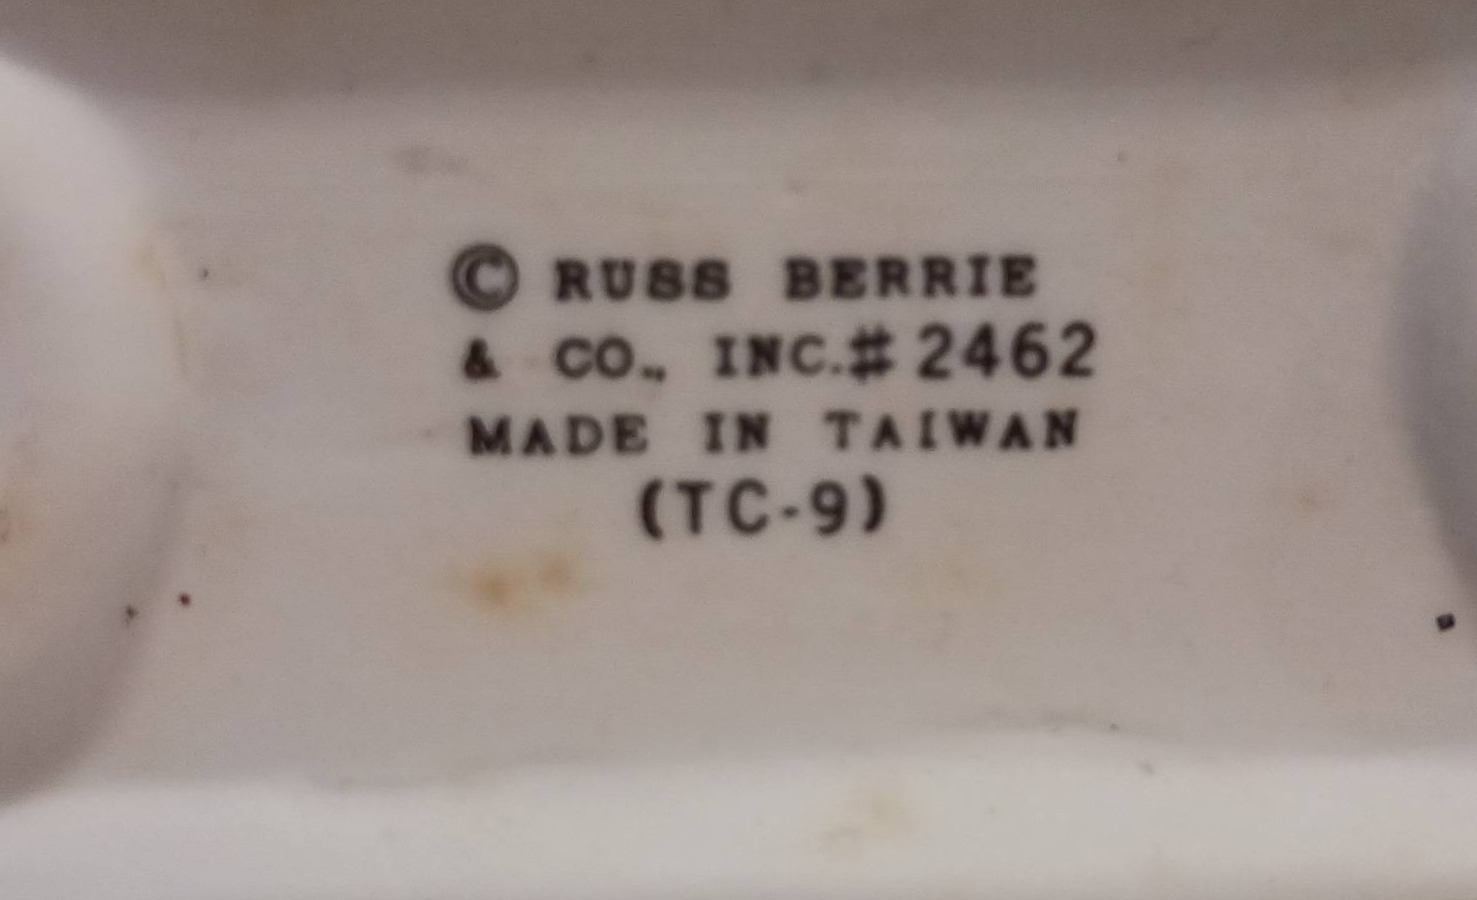 © RUSS BERRIE
& CO., INC.# 2462
MADE IN TAIWAN
(TC-9)